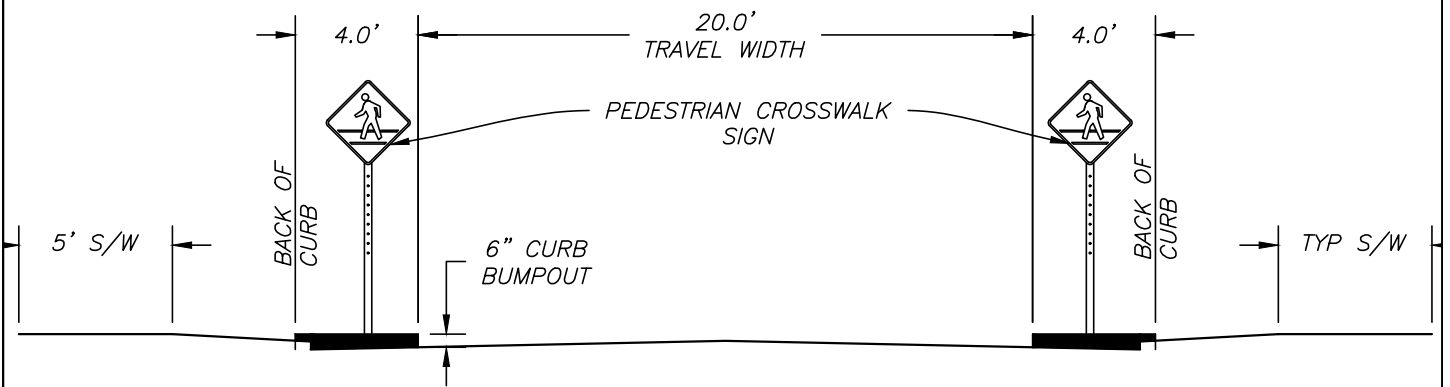 4.0'
20.0'
TRAVEL WIDTH
4.0'
PEDESTRIAN CROSSWALK
SIGN
BACK OF
CURB
BACK OF
CURB
5' S/W
6" CURB
BUMPOUT
TYP S/W